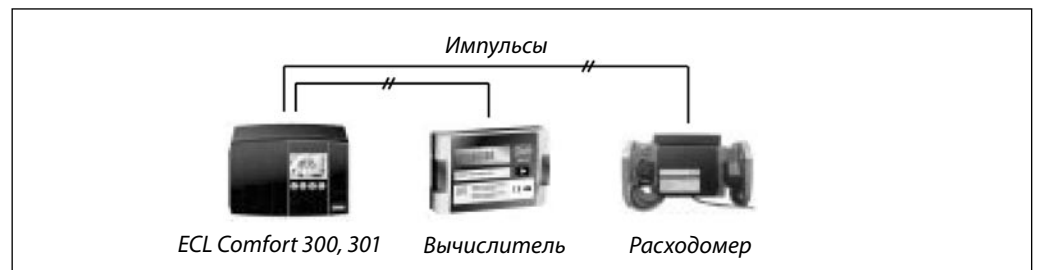 Импульсы
ECL Comfort 300, 301
Вычислитель
Расходомер